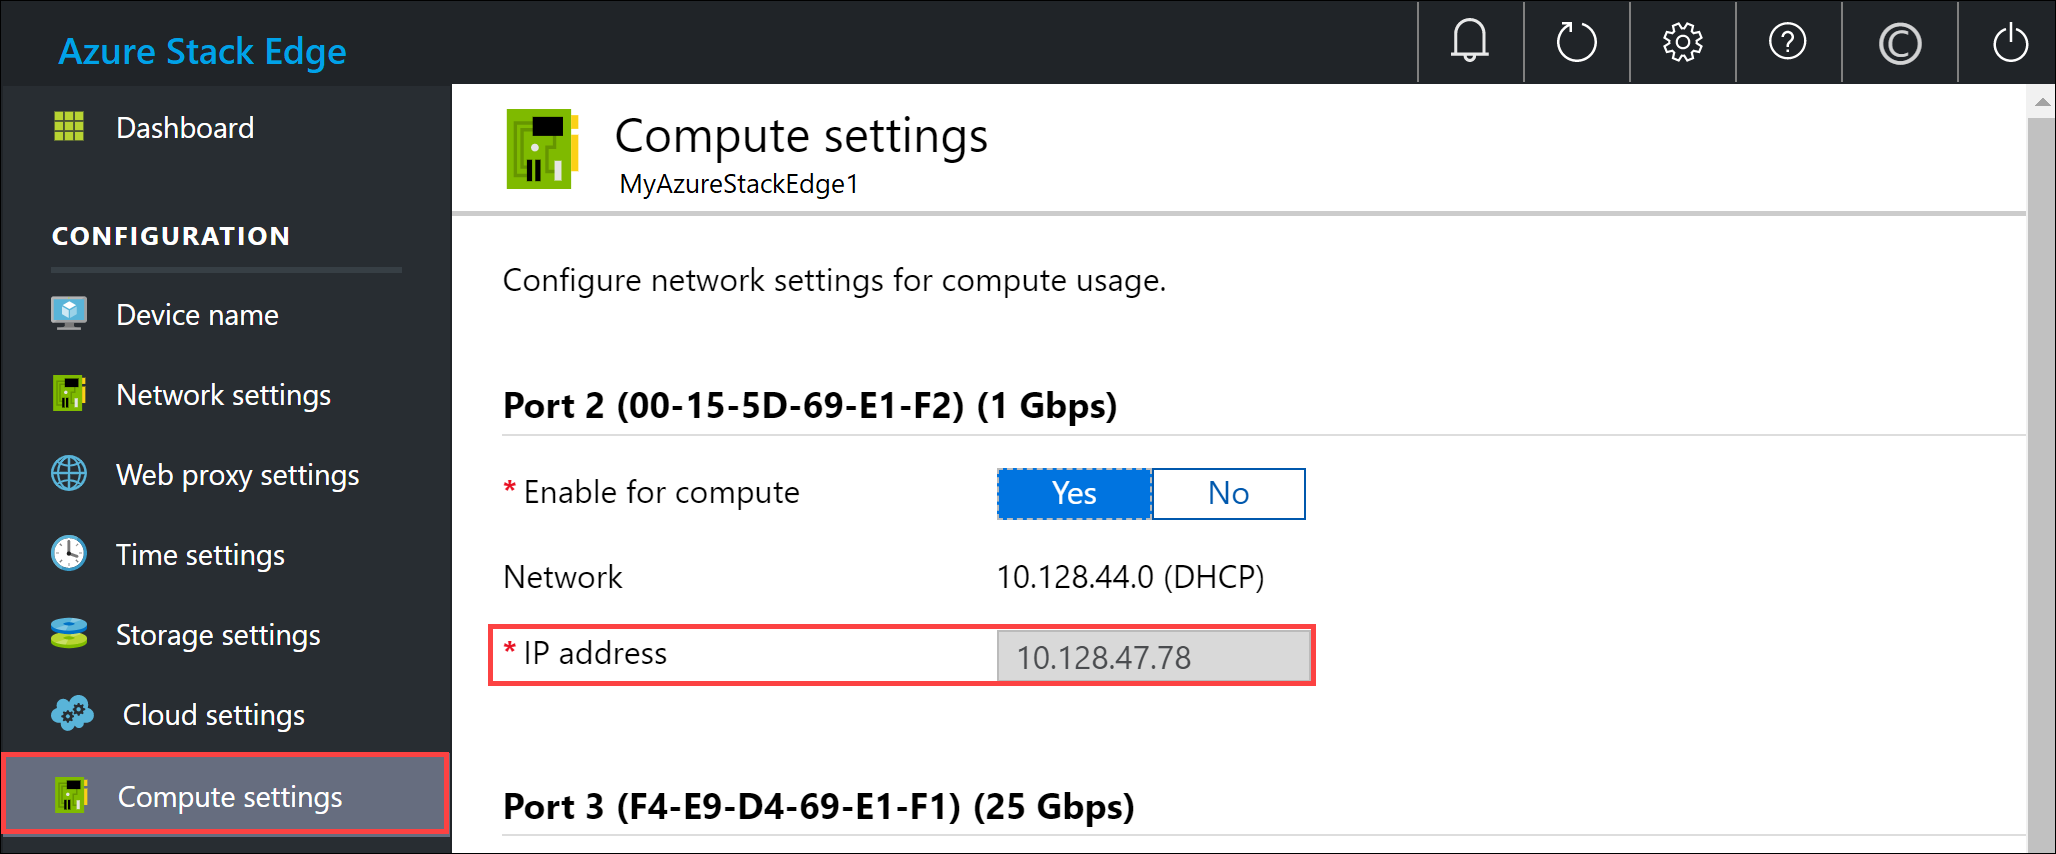 Azure Stack Edge
Dashboard
CONFIGURATION
Device name
Network settings
Web proxy settings
Time settings
Storage settings
Cloud settings
Compute settings
Compute settings
MyAzureStackEdge1
Configure network settings for compute usage.
Port 2 (00-15-5D-69-E1-F2) (1 Gbps)
* Enable for compute Yes No
Network 10.128.44.0 (DHCP)
* IP address 10.128.47.78
Port 3 (F4-E9-D4-69-E1-F1) (25 Gbps)